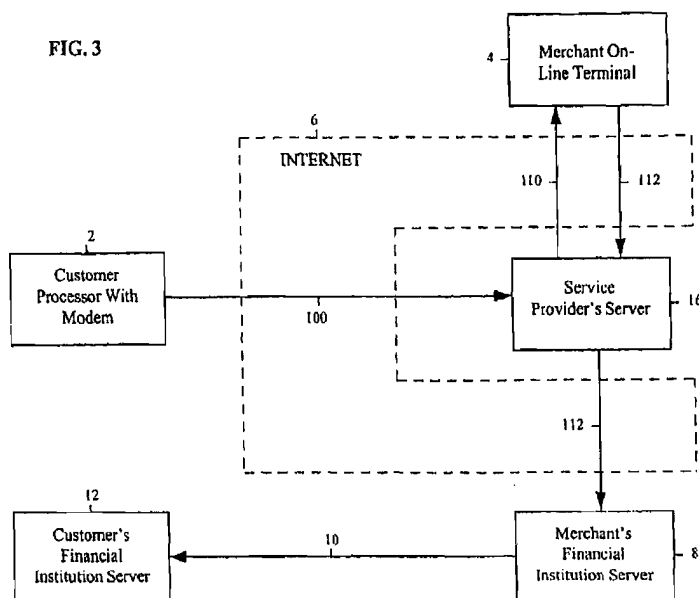 FIG. 3
4
Merchant On-
Line Terminal
6
INTERNET
110
112
2
Customer
Processor With
Modem
100
Service
Provider's Server
16
112
12
Customer's
Financial
Institution Server
10
Merchant's
Financial
Institution Server
8